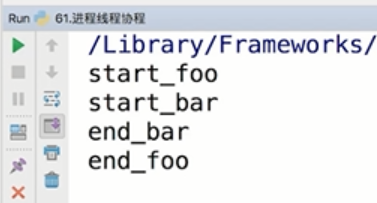 Run 61.进程线程协程
/Library/Frameworks/
start_foo
start_bar
end_bar
end_foo